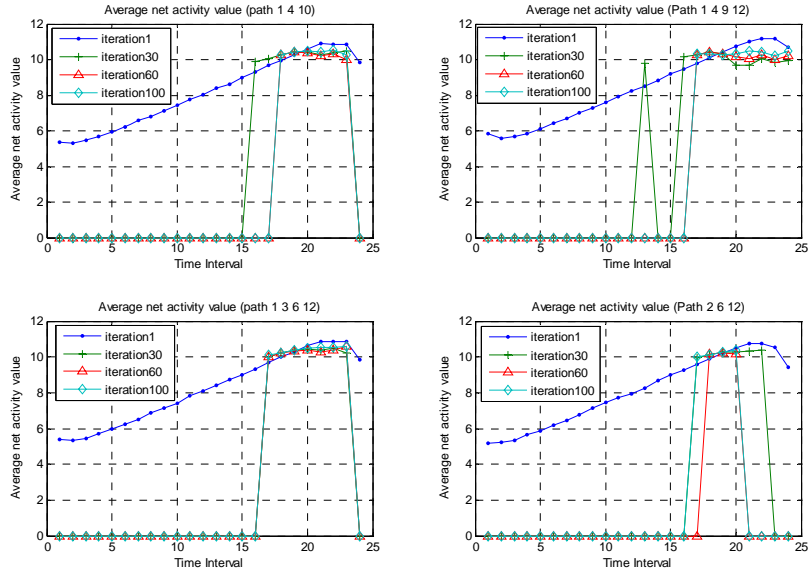 Average net activity value (path 1 4 10)
Average net activity value
12
10
8
6
4
2
0
iteration1
iteration30
iteration60
iteration100
0 5 10 15 20 25
Time Interval
Average net activity value (Path 1 4 9 12)
Average net activity value
12
10
8
6
4
2
0
iteration1
iteration30
iteration60
iteration100
0 5 10 15 20 25
Time Interval
Average net activity value (path 1 3 6 12)
Average net activity value
12
10
8
6
4
2
0
iteration1
iteration30
iteration60
iteration100
0 5 10 15 20 25
Time Interval
Average net activity value (Path 2 6 12)
Average net activity value
12
10
8
6
4
2
0
iteration1
iteration30
iteration60
iteration100
0 5 10 15 20 25
Time Interval